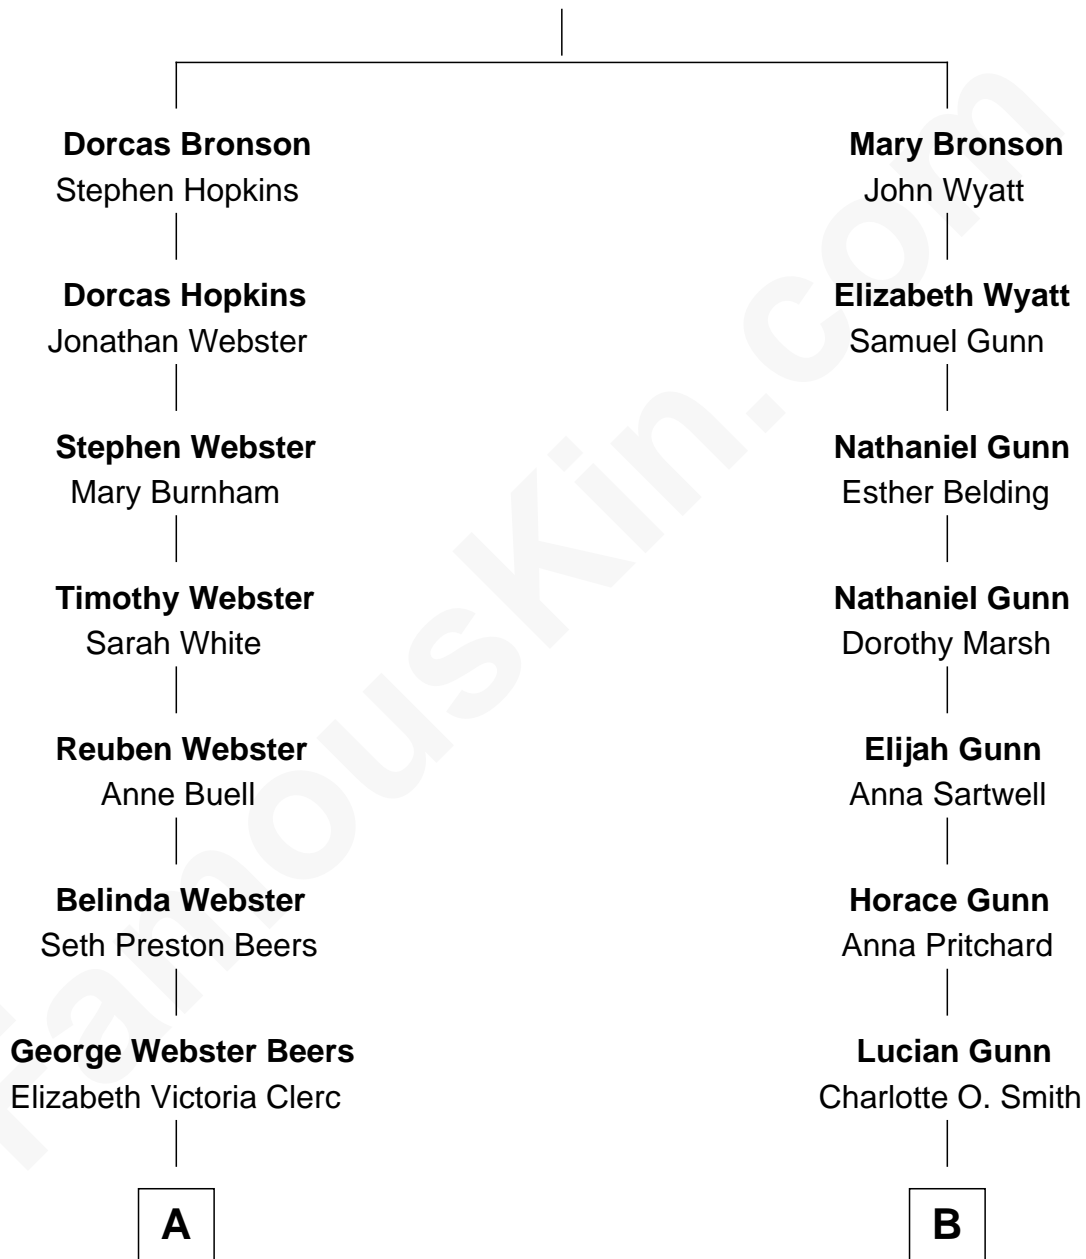 Dorcas Bronson
Stephen Hopkins
Mary Bronson
John Wyatt
Dorcas Hopkins
Jonathan Webster
Elizabeth Wyatt
Samuel Gunn
Stephen Webster
Mary Burnham
Nathaniel Gunn
Esther Belding
Timothy Webster
Sarah White
Nathaniel Gunn
Dorothy Marsh
Reuben Webster
Anne Buell
Elijah Gunn
Anna Sartwell
Belinda Webster
Seth Preston Beers
Horace Gunn
Anna Pritchard
George Webster Beers
Elizabeth Victoria Clerc
Lucian Gunn
Charlotte O. Smith
A
B
FamousKin.com